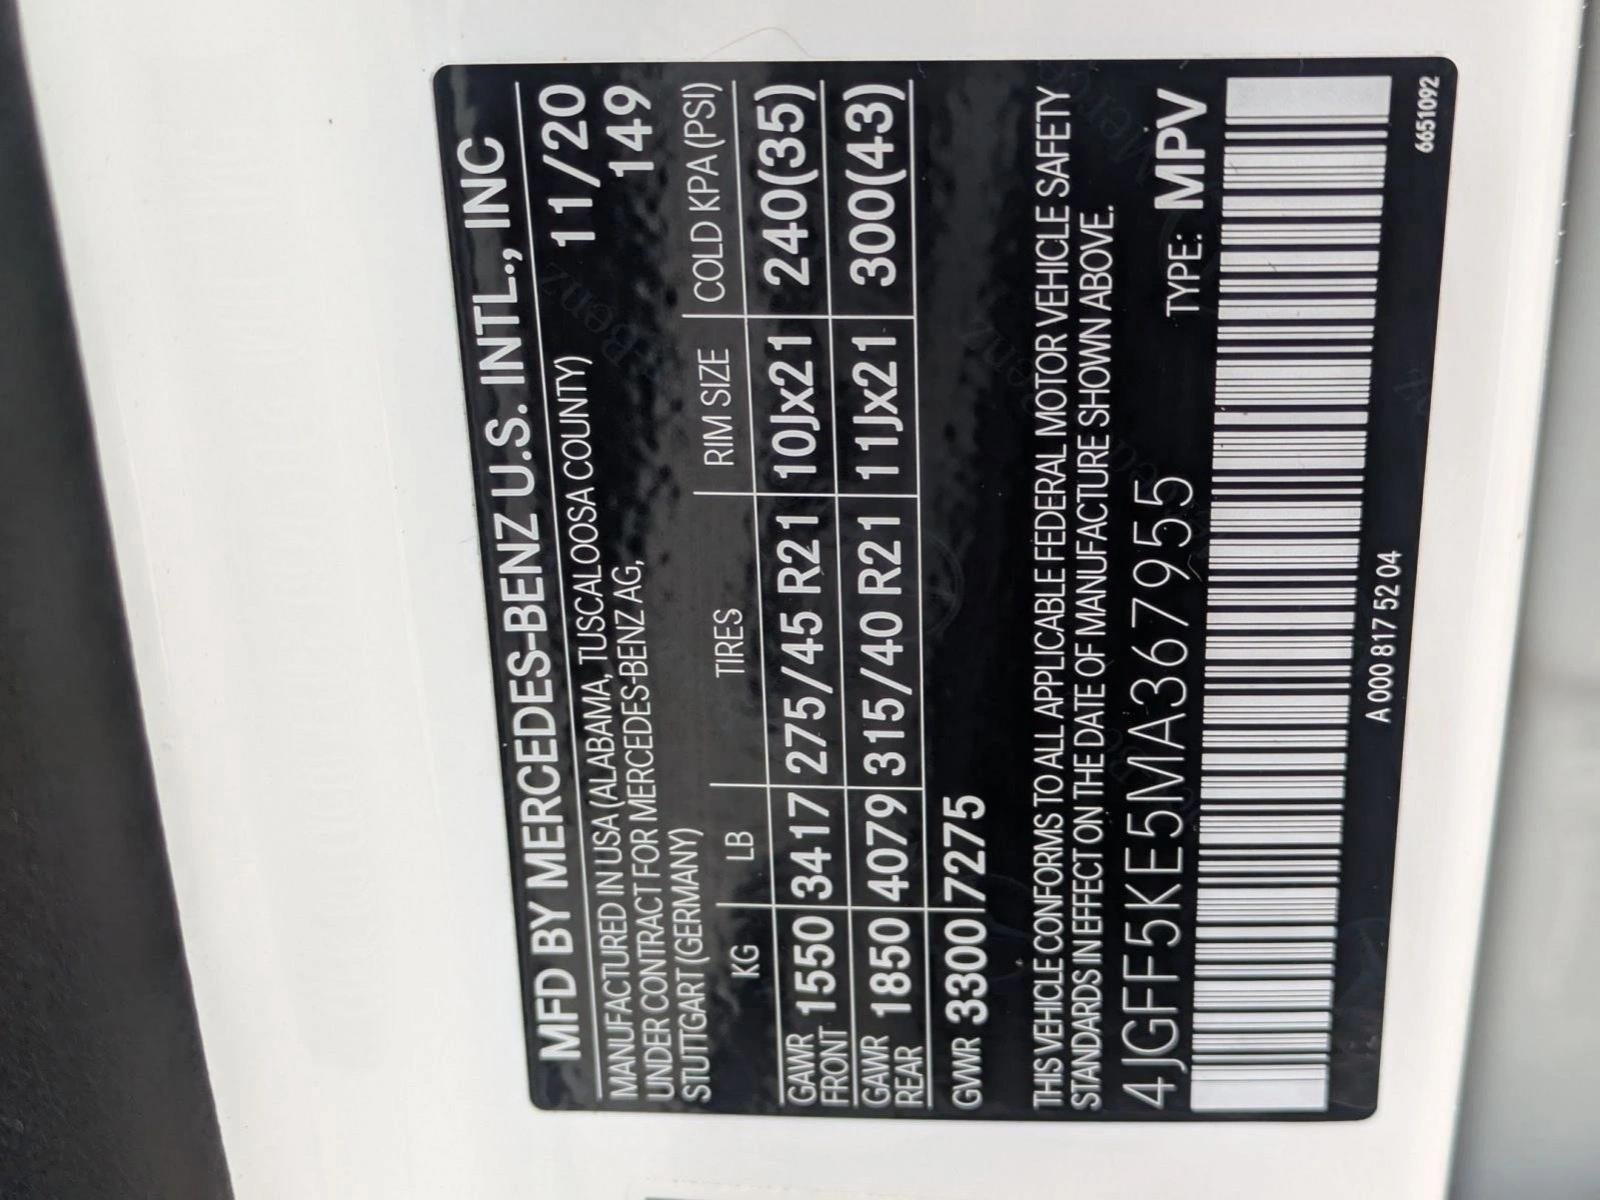 MFD BY MERCEDES-BENZ U.S. INTL., INC
MANUFACTURED IN USA (ALABAMA, TUSCALOOSA COUNTY) 11/20
UNDER CONTRACT FOR MERCEDES-BENZ AG, 149
STUTTGART (GERMANY)
KG LB TIRES RIM SIZE COLD KPA (PSI)
GAWR FRONT 1550 3417 275/45 R21 10Jx21 240(35)
GAWR REAR 1850 4079 315/40 R21 11Jx21 300(43)
GWR 3300 7275
THIS VEHICLE CONFORMS TO ALL APPLICABLE FEDERAL MOTOR VEHICLE SAFETY
STANDARDS IN EFFECT ON THE DATE OF MANUFACTURE SHOWN ABOVE.
4JGFF5KE5MA367955 TYPE: MPV
A 000 817 52 04
6651092